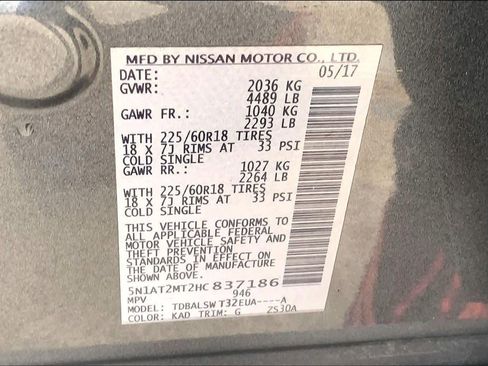 MFD BY NISSAN MOTOR CO., LTD.
DATE: 05/17
GVWR: 2036 KG
4489 LB
GAWR FR.: 1040 KG
2293 LB
WITH 225/60R18 TIRES
18 X 7J RIMS AT 33 PSI
COLD SINGLE
GAWR RR.: 1027 KG
2264 LB
WITH 225/60R18 TIRES
18 X 7J RIMS AT 33 PSI
COLD SINGLE
THIS VEHICLE CONFORMS TO
ALL APPLICABLE FEDERAL
MOTOR VEHICLE SAFETY AND
THEFT PREVENTION
STANDARDS IN EFFECT ON
THE DATE OF MANUFACTURE
SHOWN ABOVE.
5N1AT2MT2HC 837186
MPV 946
MODEL: TDBALSW T32EUA----A
COLOR: KAD TRIM: G ZS30A